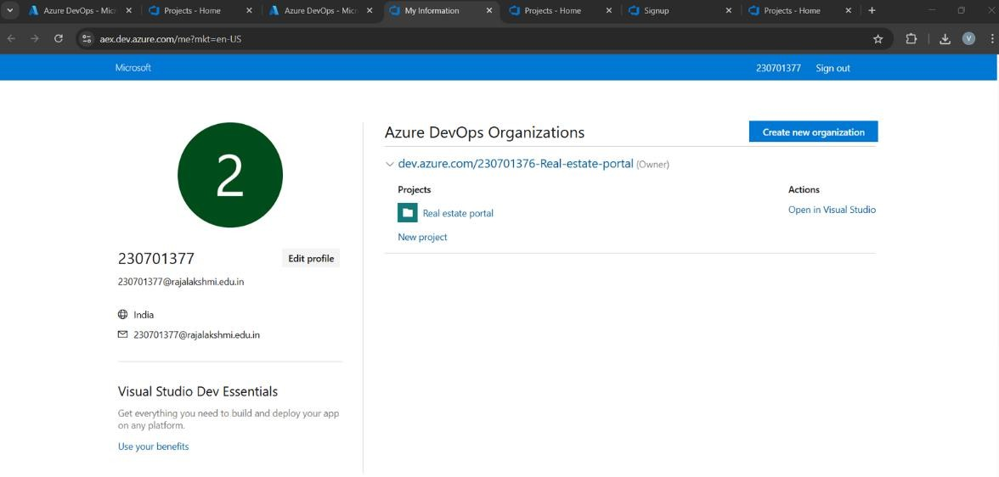 Azure DevOps - Micr
Projects - Home
Azure DevOps - Micr
My Information
Projects - Home
Signup
Projects - Home
aex.dev.azure.com/me?mkt=en-US
V
Microsoft
230701377
Sign out
2
230701377
Edit profile
230701377@rajalakshmi.edu.in
India
230701377@rajalakshmi.edu.in
Visual Studio Dev Essentials
Get everything you need to build and deploy your app
on any platform.
Use your benefits
Azure DevOps Organizations
Create new organization
dev.azure.com/230701376-Real-estate-portal (Owner)
Projects
Actions
Real estate portal
Open in Visual Studio
New project